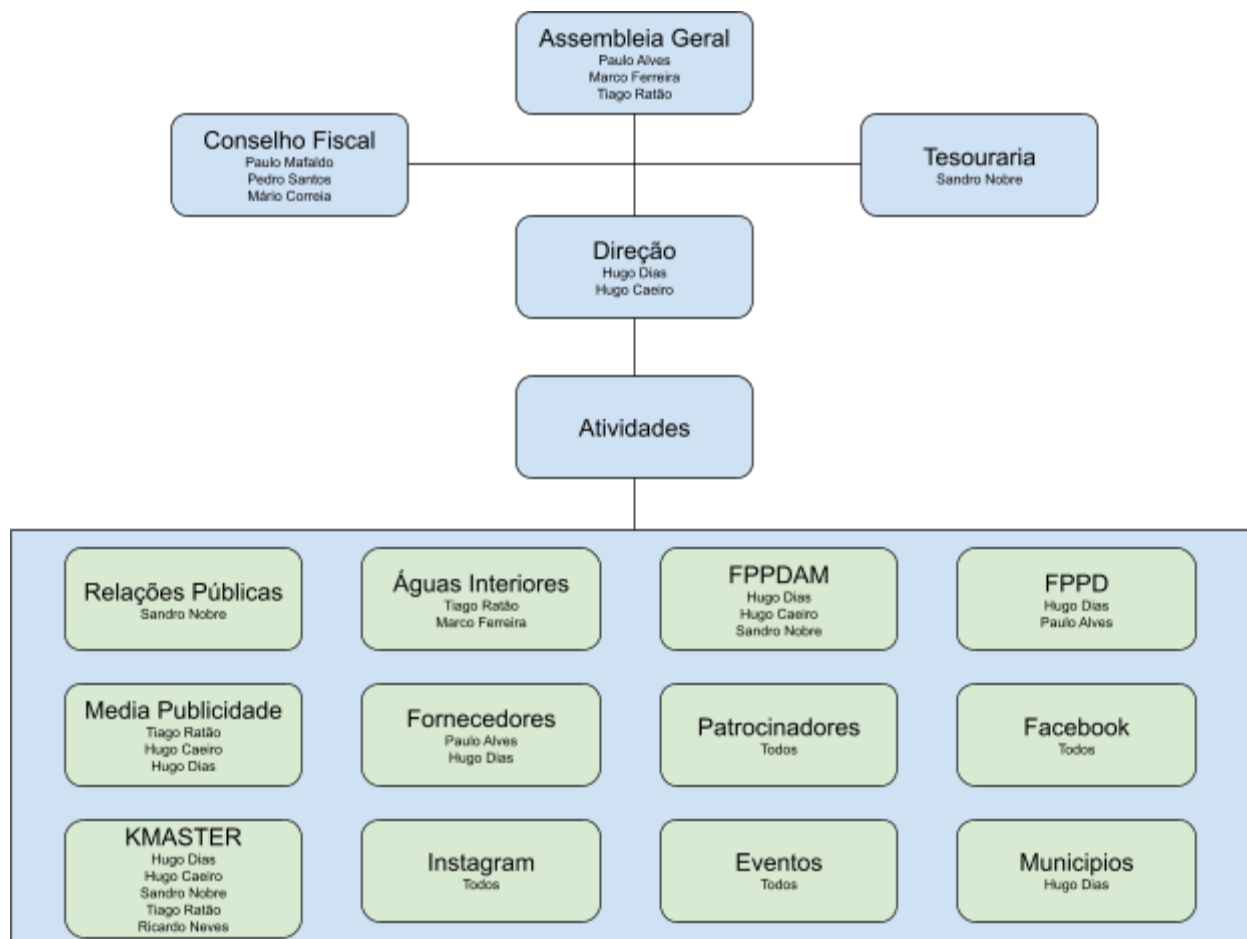 Assembleia Geral
Paulo Alves
Marco Ferreira
Tiago Ratão
Conselho Fiscal
Paulo Mafaldo
Pedro Santos
Mário Correia
Tesouraria
Sandro Nobre
Direção
Hugo Dias
Hugo Caeiro
Atividades
Relações Públicas
Sandro Nobre
Águas Interiores
Tiago Ratão
Marco Ferreira
FPPDAM
Hugo Dias
Hugo Caeiro
Sandro Nobre
FPPD
Hugo Dias
Paulo Alves
Media Publicidade
Tiago Ratão
Hugo Caeiro
Hugo Dias
Fornecedores
Paulo Alves
Hugo Dias
Patrocinadores
Todos
Facebook
Todos
KMASTER
Hugo Dias
Hugo Caeiro
Sandro Nobre
Tiago Ratão
Ricardo Neves
Instagram
Todos
Eventos
Todos
Municipios
Hugo Dias